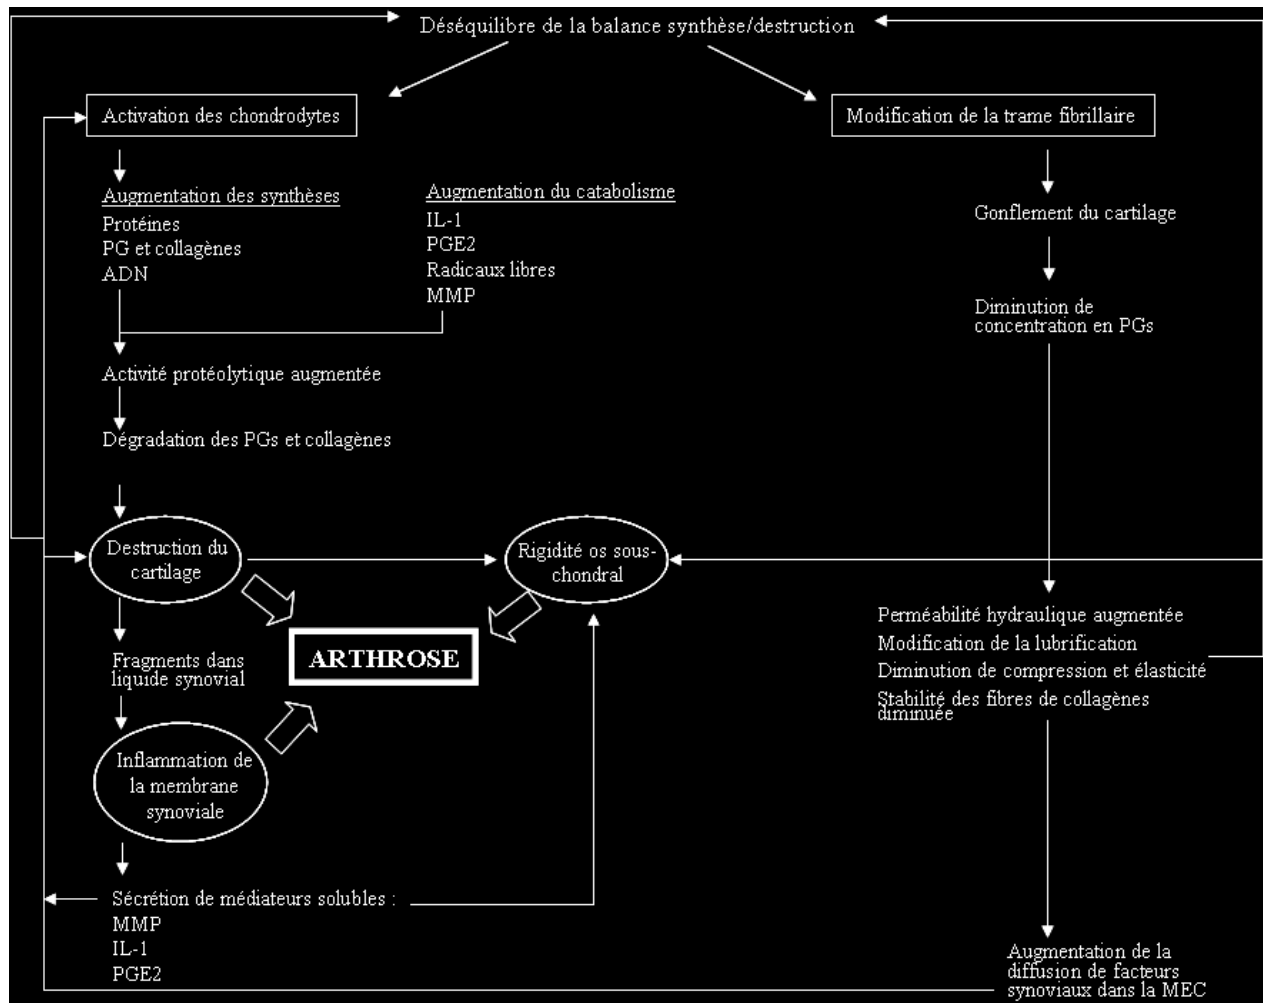 Déséquilibre de la balance synthèse/destruction
Activation des chondrodytes
Modification de la trame fibrillaire
Augmentation des synthèses
Protéines
PG et collagènes
ADN
Augmentation du catabolisme
IL-1
PGE2
Radicaux libres
MMP
Gonflement du cartilage
Diminution de
concentration en PGs
Activité protéolytique augmentée
Dégradation des PGs et collagènes
Destruction du
cartilage
Rigidité os sous-
chondral
ARTHROSE
Fragments dans
liquide synovial
Inflammation de
la membrane
synoviale
Perméabilité hydraulique augmentée
Modification de la lubrification
Diminution de compression et élasticité
Stabilité des fibres de collagènes
diminuée
Sécrétion de médiateurs solubles :
MMP
IL-1
PGE2
Augmentation de la
diffusion de facteurs
synoviaux dans la MEC